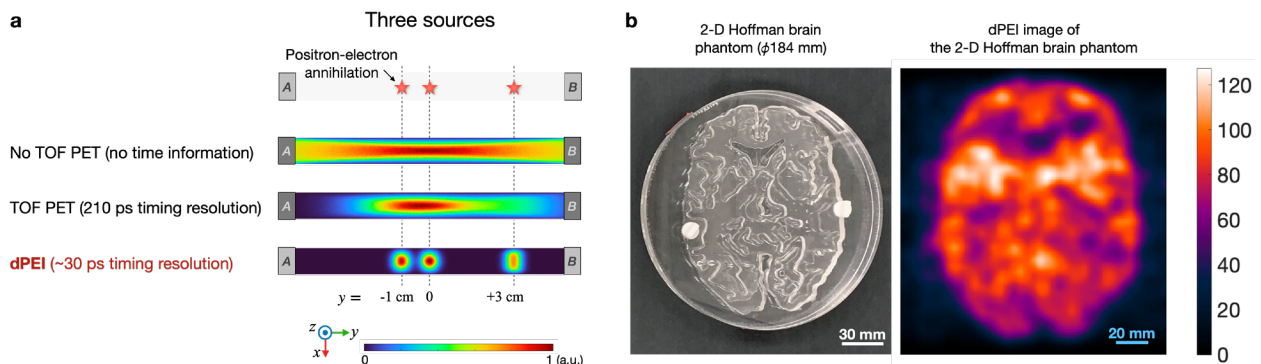 a
Three sources
Positron-electron
annihilation
A
B
No TOF PET (no time information)
A
B
TOF PET (210 ps timing resolution)
A
B
dPEI (~30 ps timing resolution)
A
B
y =
-1 cm
0
+3 cm
z
y
x
0
1 (a.u.)
b
2-D Hoffman brain
phantom (ϕ184 mm)
30 mm
dPEI image of
the 2-D Hoffman brain phantom
20 mm
120
100
80
60
40
20
0